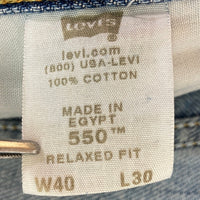 Levi's
levi.com
(800) USA-LEVI
100% COTTON
MADE IN
EGYPT
550™
RELAXED FIT
W40 L30